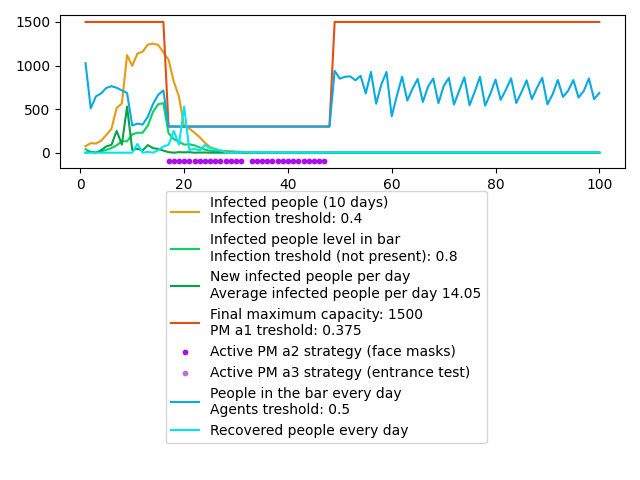 1500
1000
500
0
0
20
40
60
80
100
Infected people (10 days)
Infection treshold: 0.4
Infected people level in bar
Infection treshold (not present): 0.8
New infected people per day
Average infected people per day 14.05
Final maximum capacity: 1500
PM a1 treshold: 0.375
Active PM a2 strategy (face masks)
Active PM a3 strategy (entrance test)
People in the bar every day
Agents treshold: 0.5
Recovered people every day